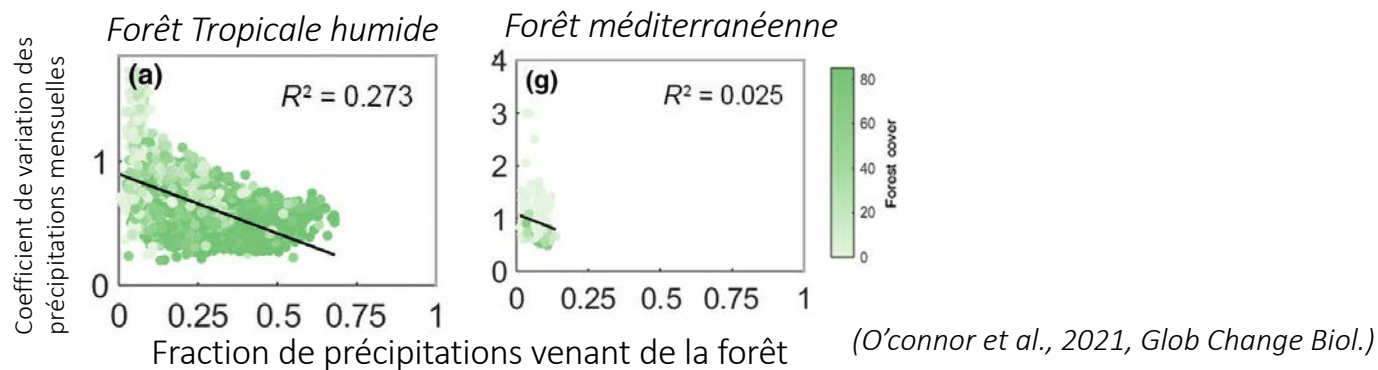 Forêt Tropicale humide
Forêt méditerranéenne
Coefficient de variation des
précipitations mensuelles
(a)
R² = 0.273
1
0
0 0.25 0.5 0.75 1
(g)
R² = 0.025
4
3
2
1
0
0 0.25 0.5 0.75 1
80
60
40
20
0
Forest cover
Fraction de précipitations venant de la forêt
(O’connor et al., 2021, Glob Change Biol.)